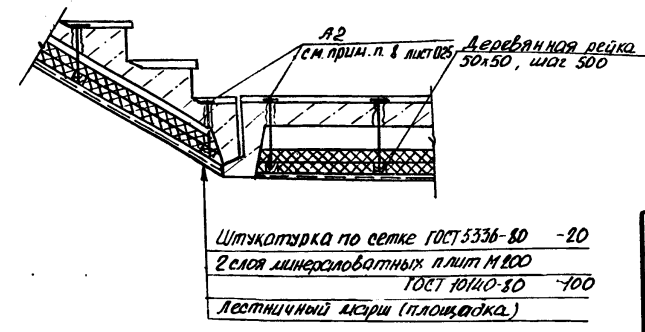 А2
см. прим. п. 8 лист 025
Деревянная рейка
50х50, шаг 500
Штукатурка по сетке ГОСТ 5336-80 -20
2 слоя минераловатных плит М200
ГОСТ 10140-80 -100
Лестничный марш (площадка)